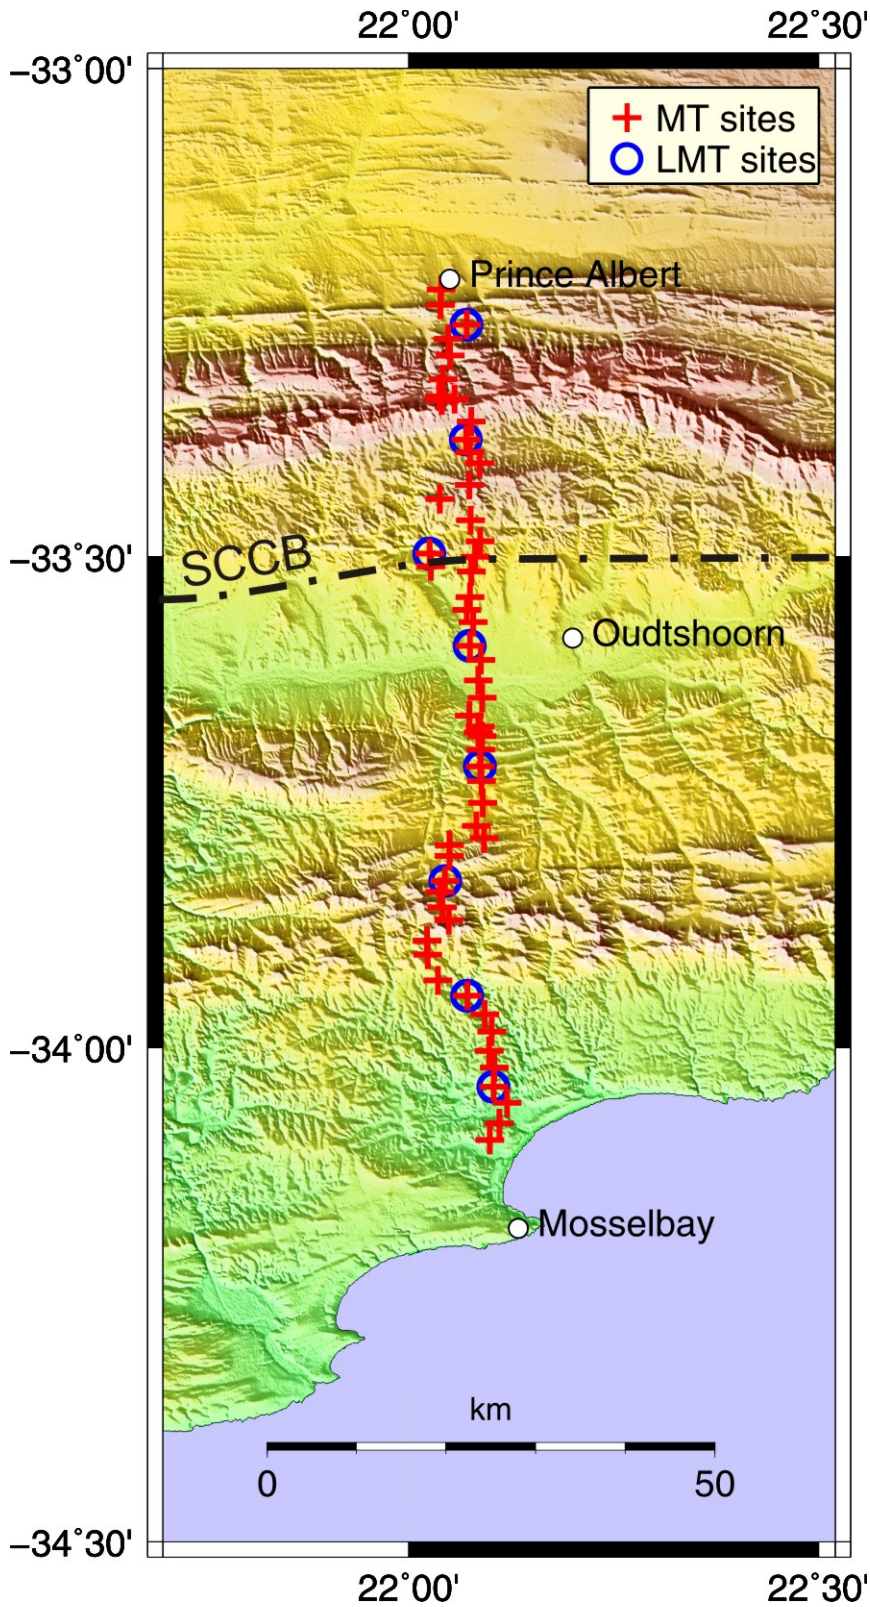 22°00' 22°30'
−33°00'
MT sites
LMT sites
Prince Albert
SCCB
−33°30'
Oudtshoorn
−34°00'
Mosselbay
km
0 50
−34°30'
22°00' 22°30'